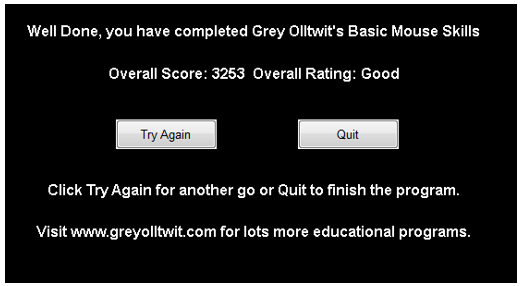 Well Done, you have completed Grey Olltwit's Basic Mouse Skills
Overall Score: 3253  Overall Rating: Good
Try Again
Quit
Click Try Again for another go or Quit to finish the program.
Visit www.greyolltwit.com for lots more educational programs.